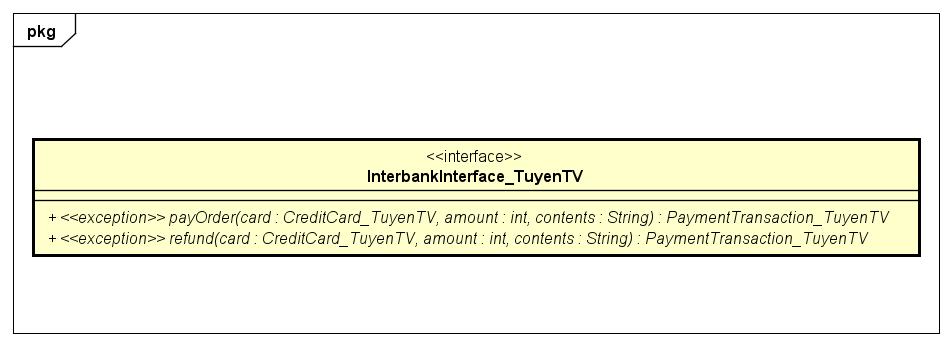 pkg
<<interface>>
InterbankInterface_TuyenTV
+ <<exception>> payOrder(card : CreditCard_TuyenTV, amount : int, contents : String) : PaymentTransaction_TuyenTV
+ <<exception>> refund(card : CreditCard_TuyenTV, amount : int, contents : String) : PaymentTransaction_TuyenTV